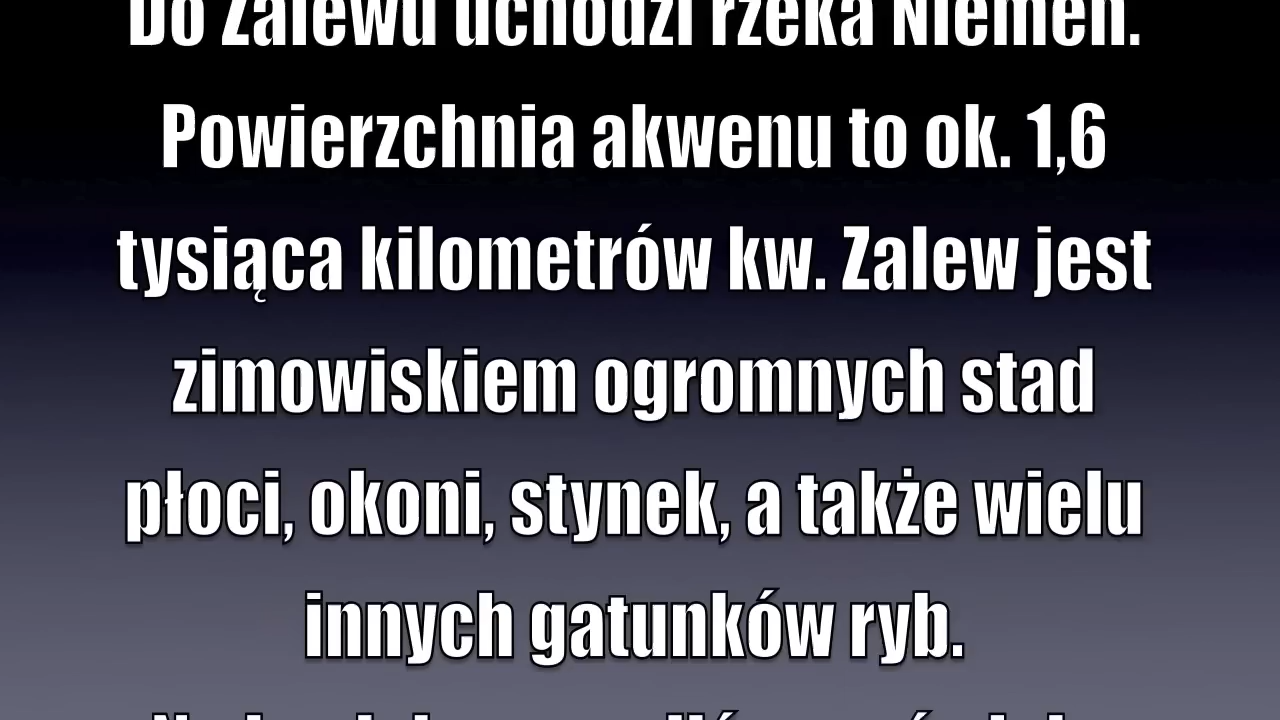 Do Zalewu uchodzi rzeka Niemen.
Powierzchnia akwenu to ok. 1,6
tysiąca kilometrów kw. Zalew jest
zimowiskiem ogromnych stad
płoci, okoni, stynek, a także wielu
innych gatunków ryb.